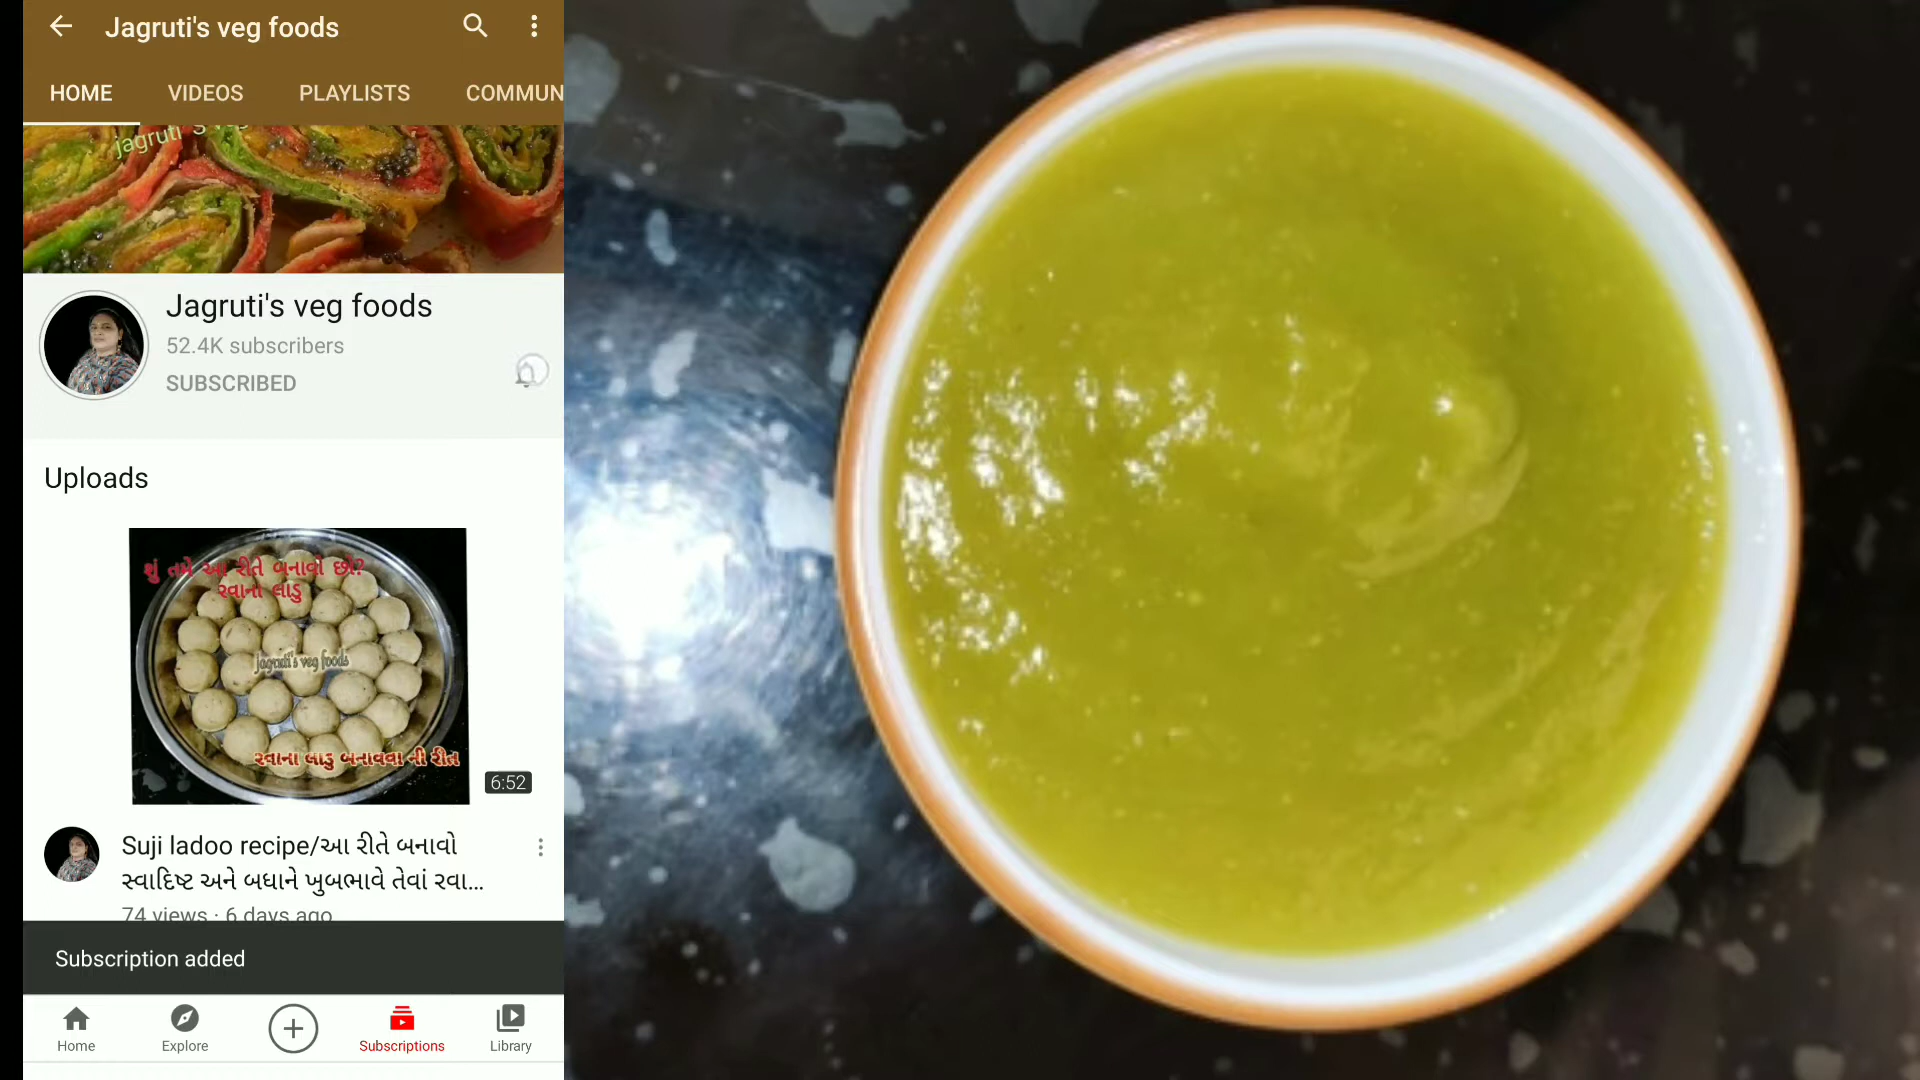 Jagruti's veg foods
HOME VIDEOS PLAYLISTS COMMUN
jagruti's
Jagruti's veg foods
52.4K subscribers
SUBSCRIBED
Uploads
શું તમે આ રીતે બનાવો છો?
રવાના લાડુ
jagruti's veg foods
રવાના લાડુ બનાવવા ની રીત
6:52
Suji ladoo recipe/આ રીતે બનાવો
સ્વાદિષ્ટ અને બધાને ખુબભાવે તેવાં રવા...
74 views · 6 days ago
Subscription added
Home Explore Subscriptions Library